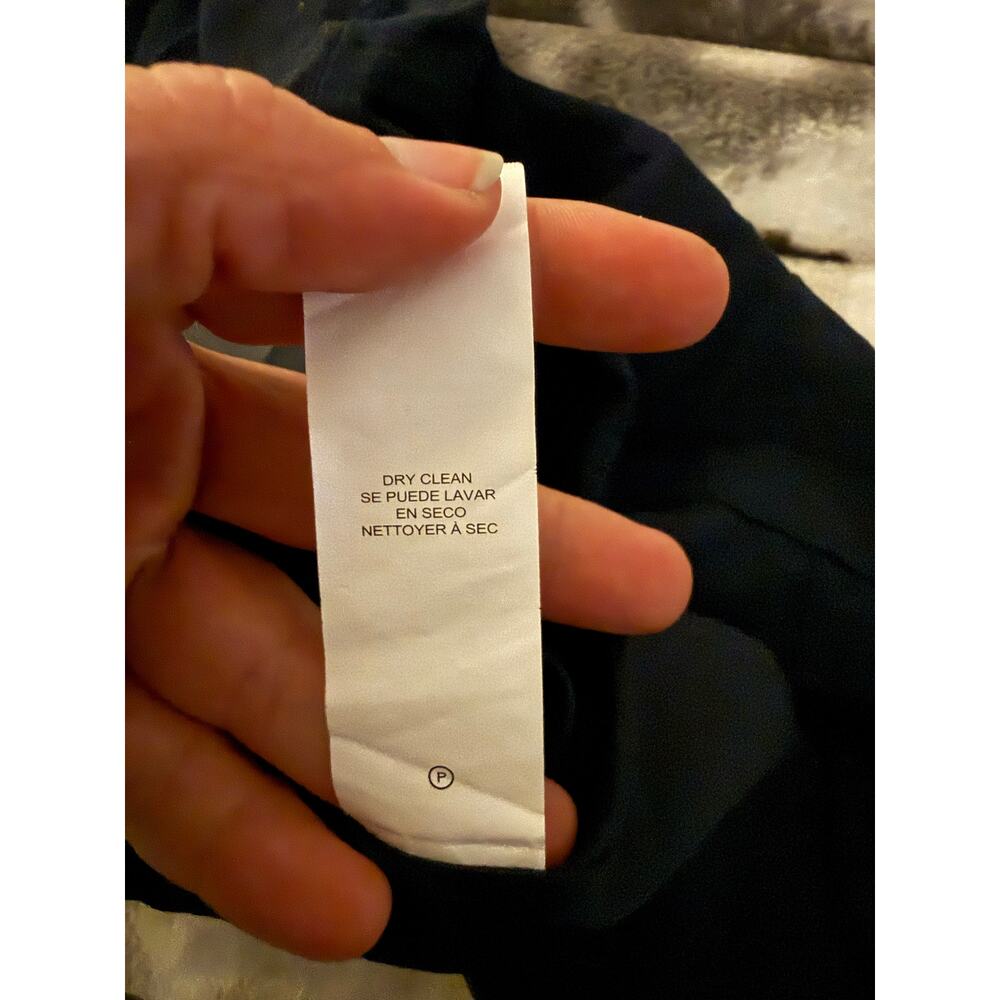 DRY CLEAN
SE PUEDE LAVAR
EN SECO
NETTOYER À SEC
P